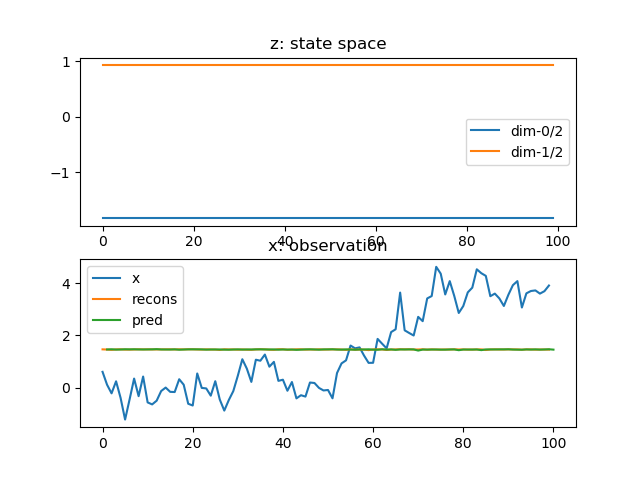 z: state space
1
0
−1
dim-0/2
dim-1/2
0 20 40 60 80 100
x: observation
4
2
0
x
recons
pred
0 20 40 60 80 100